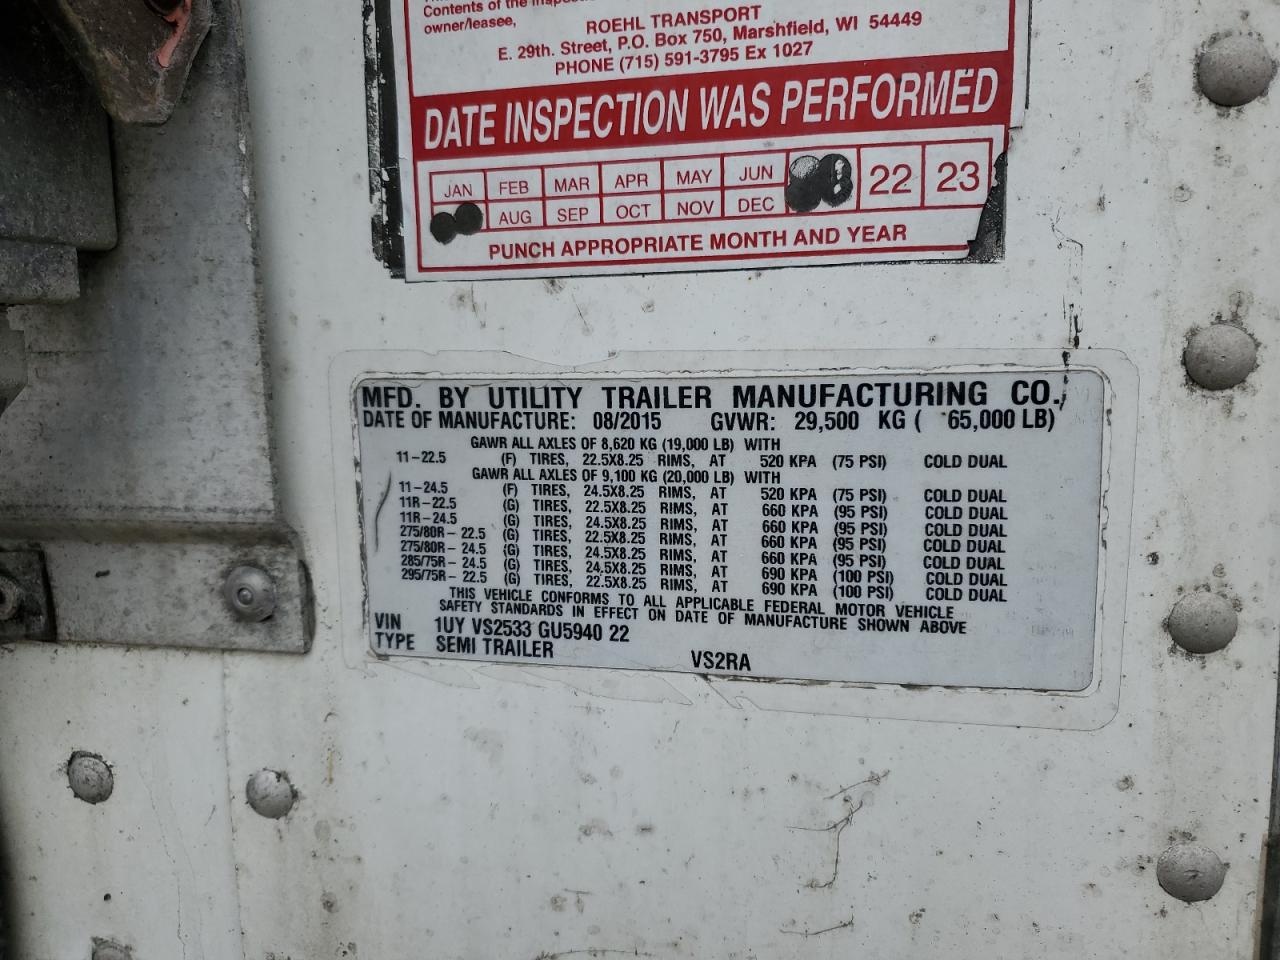 Contents of the
owner/leasee,
ROEHL TRANSPORT
E. 29th. Street, P.O. Box 750, Marshfield, WI 54449
PHONE (715) 591-3795 Ex 1027
DATE INSPECTION WAS PERFORMED
JAN FEB MAR APR MAY JUN 22 23
AUG SEP OCT NOV DEC
PUNCH APPROPRIATE MONTH AND YEAR
MFD. BY UTILITY TRAILER MANUFACTURING CO.,
DATE OF MANUFACTURE: 08/2015 GVWR: 29,500 KG ( 65,000 LB)
GAWR ALL AXLES OF 8,620 KG (19,000 LB) WITH
11-22.5 (F) TIRES, 22.5X8.25 RIMS, AT 520 KPA (75 PSI) COLD DUAL
GAWR ALL AXLES OF 9,100 KG (20,000 LB) WITH
11-24.5 (F) TIRES, 24.5X8.25 RIMS, AT 520 KPA (75 PSI) COLD DUAL
11R-22.5 (G) TIRES, 22.5X8.25 RIMS, AT 660 KPA (95 PSI) COLD DUAL
11R-24.5 (G) TIRES, 24.5X8.25 RIMS, AT 660 KPA (95 PSI) COLD DUAL
275/80R-22.5 (G) TIRES, 22.5X8.25 RIMS, AT 660 KPA (95 PSI) COLD DUAL
275/80R-24.5 (G) TIRES, 24.5X8.25 RIMS, AT 660 KPA (95 PSI) COLD DUAL
285/75R-24.5 (G) TIRES, 24.5X8.25 RIMS, AT 690 KPA (100 PSI) COLD DUAL
295/75R-22.5 (G) TIRES, 22.5X8.25 RIMS, AT 690 KPA (100 PSI) COLD DUAL
THIS VEHICLE CONFORMS TO ALL APPLICABLE FEDERAL MOTOR VEHICLE
SAFETY STANDARDS IN EFFECT ON DATE OF MANUFACTURE SHOWN ABOVE
VIN 1UY VS2533 GU5940 22
TYPE SEMI TRAILER VS2RA